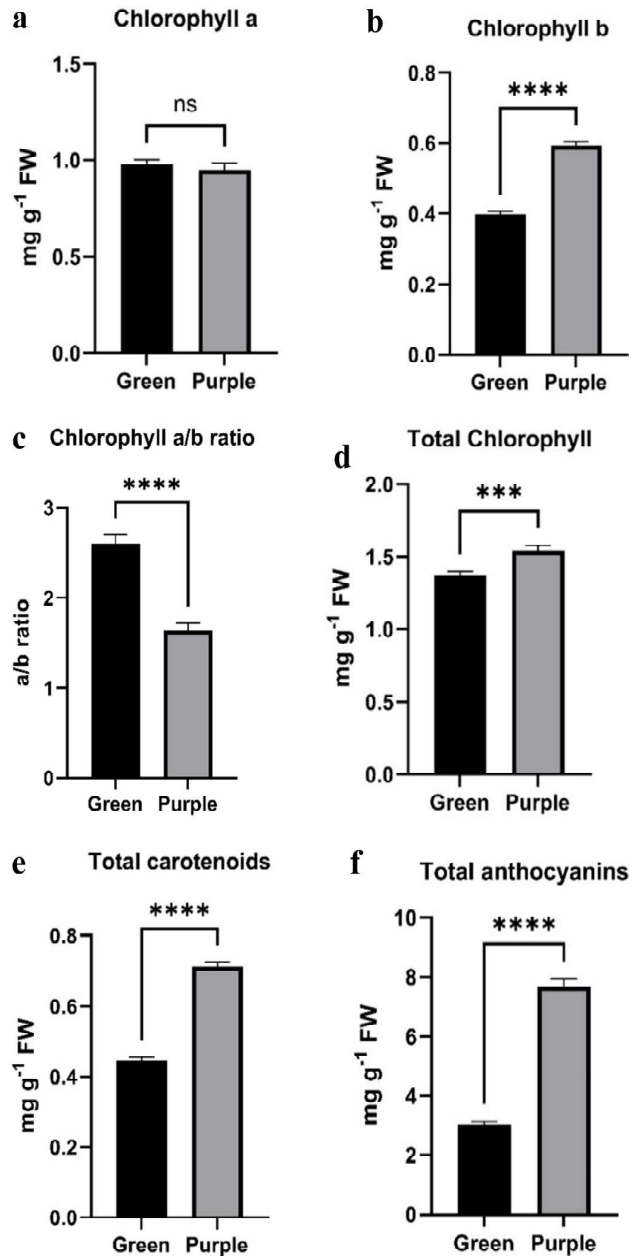 a
Chlorophyll a
mg g⁻¹ FW
1.5
1.0
0.5
0.0
ns
Green Purple
b
Chlorophyll b
mg g⁻¹ FW
0.8
0.6
0.4
0.2
0.0
****
Green Purple
c
Chlorophyll a/b ratio
a/b ratio
3
2
1
0
****
Green Purple
d
Total Chlorophyll
mg g⁻¹ FW
2.0
1.5
1.0
0.5
0.0
***
Green Purple
e
Total carotenoids
mg g⁻¹ FW
0.8
0.6
0.4
0.2
0.0
****
Green Purple
f
Total anthocyanins
mg g⁻¹ FW
10
8
6
4
2
0
****
Green Purple